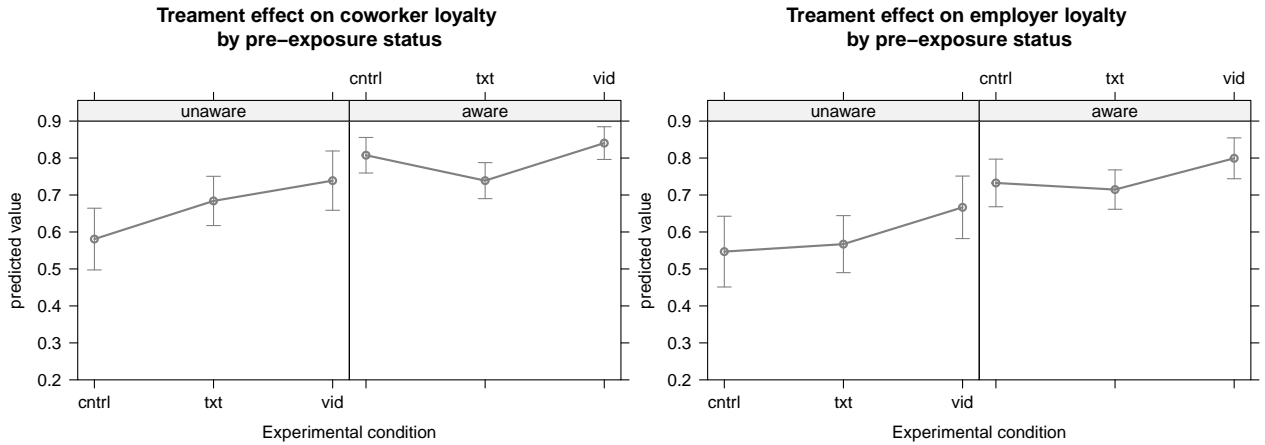 Treament effect on coworker loyalty
by pre−exposure status
cntrl txt vid
unaware aware
predicted value
0.9
0.8
0.7
0.6
0.5
0.4
0.3
0.2
cntrl txt vid
Experimental condition
Treament effect on employer loyalty
by pre−exposure status
cntrl txt vid
unaware aware
predicted value
0.9
0.8
0.7
0.6
0.5
0.4
0.3
0.2
cntrl txt vid
Experimental condition